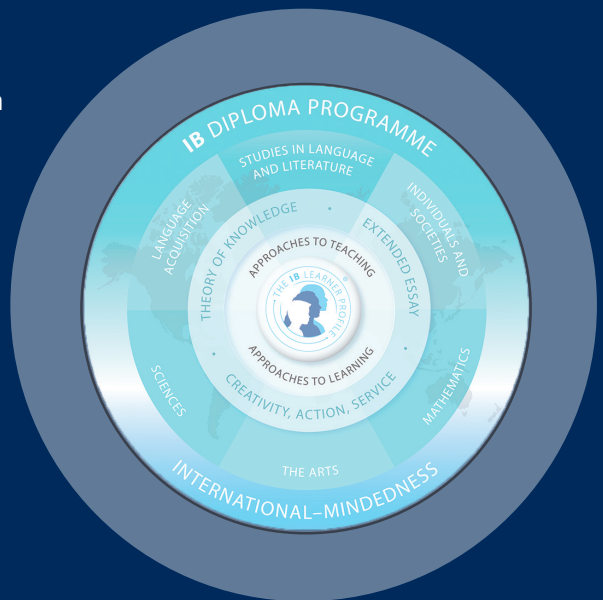 IB DIPLOMA PROGRAMME
STUDIES IN LANGUAGE
AND LITERATURE
LANGUAGE
ACQUISITION
INDIVIDUALS AND
SOCIETIES
THEORY OF KNOWLEDGE
EXTENDED ESSAY
APPROACHES TO TEACHING
• THE IB LEARNER PROFILE •
®
APPROACHES TO LEARNING
CREATIVITY, ACTION, SERVICE
SCIENCES
MATHEMATICS
THE ARTS
INTERNATIONAL–MINDEDNESS